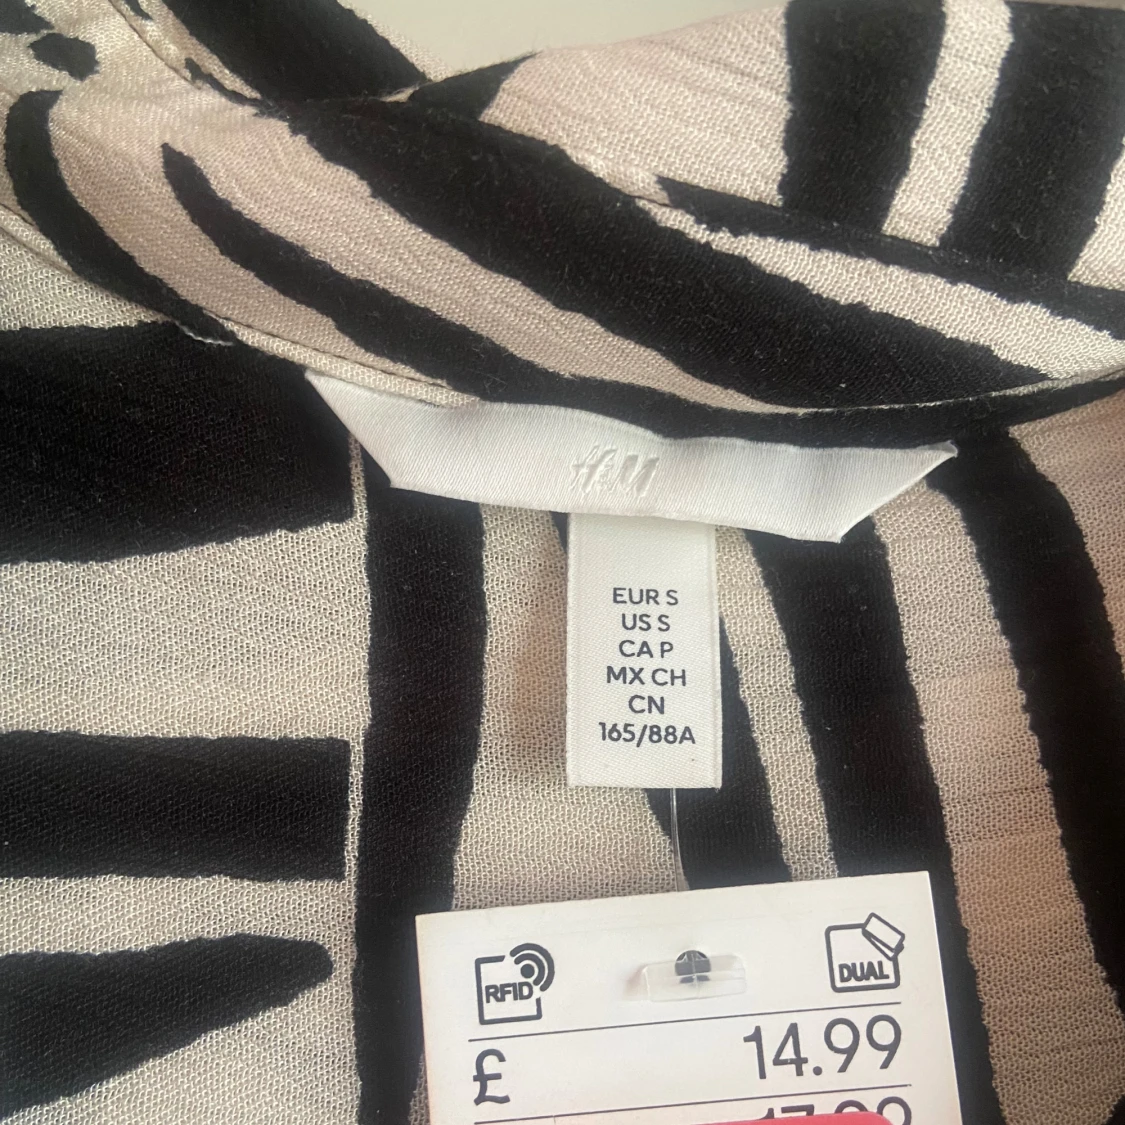 H&M
EUR S
US S
CA P
MX CH
CN
165/88A
RFID
DUAL
£ 14.99